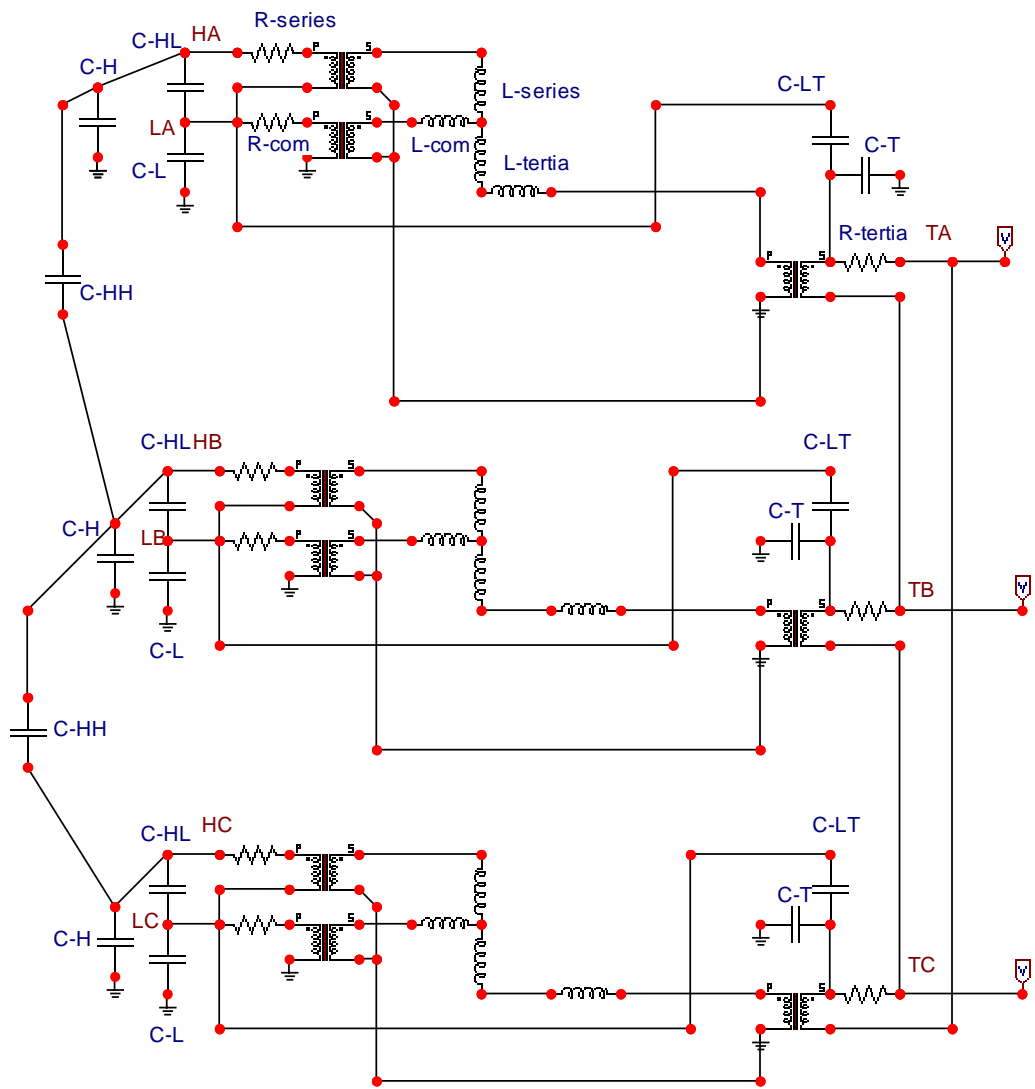 R-series
HA
C-HL
P
S
C-H
L-series
C-LT
LA
P
S
C-T
C-L
R-com
L-com
L-tertia
R-tertia
TA
V
P
S
C-HH
C-HL
HB
P
S
C-LT
C-H
LB
P
S
C-T
V
TB
P
S
C-L
C-HH
C-HL
HC
P
S
C-LT
C-T
LC
P
S
C-H
TC
V
P
S
C-L